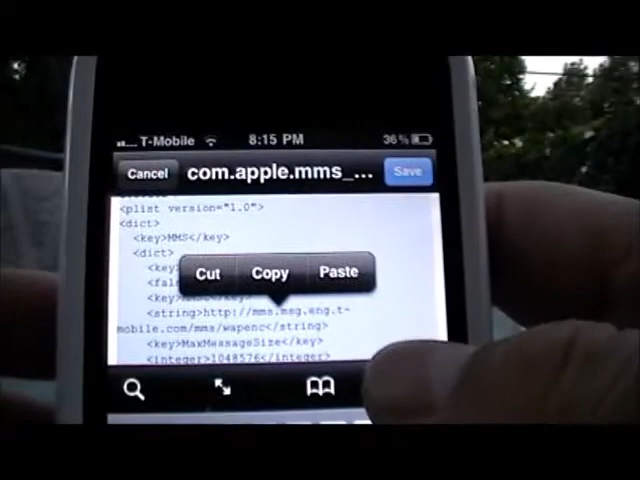 T-Mobile 8:15 PM 36%
Cancel com.apple.mms_... Save
<plist version="1.0">
<dict>
<key>MMS</key>
<dict>
<key>
Cut Copy Paste
<fals
<string>http://mms.msg.eng.t-
mobile.com/mms/wapenc</string>
<key>MaxMessageSize</key>
<integer>1048576</integer>